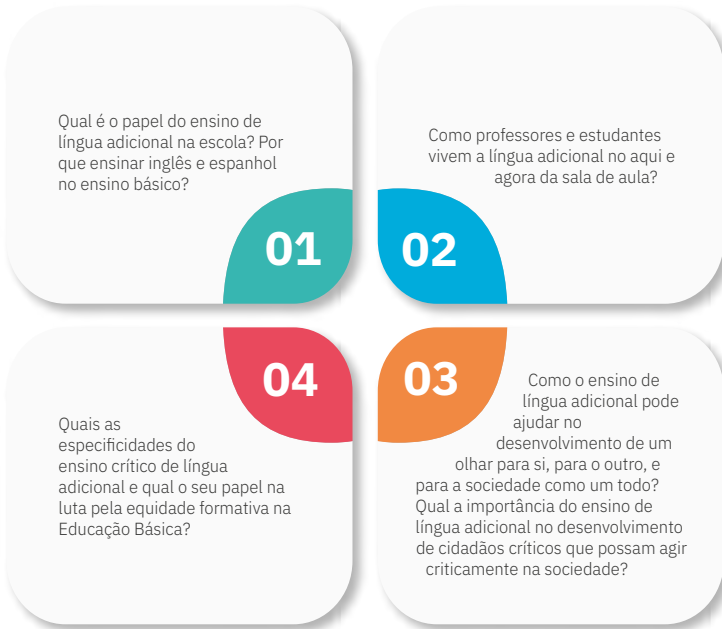 Qual é o papel do ensino de
língua adicional na escola? Por
que ensinar inglês e espanhol
no ensino básico?
01
Como professores e estudantes
vivem a língua adicional no aqui e
agora da sala de aula?
02
03
Como o ensino de
língua adicional pode
ajudar no
desenvolvimento de um
olhar para si, para o outro, e
para a sociedade como um todo?
Qual a importância do ensino de
língua adicional no desenvolvimento
de cidadãos críticos que possam agir
criticamente na sociedade?
04
Quais as
especificidades do
ensino crítico de língua
adicional e qual o seu papel na
luta pela equidade formativa na
Educação Básica?